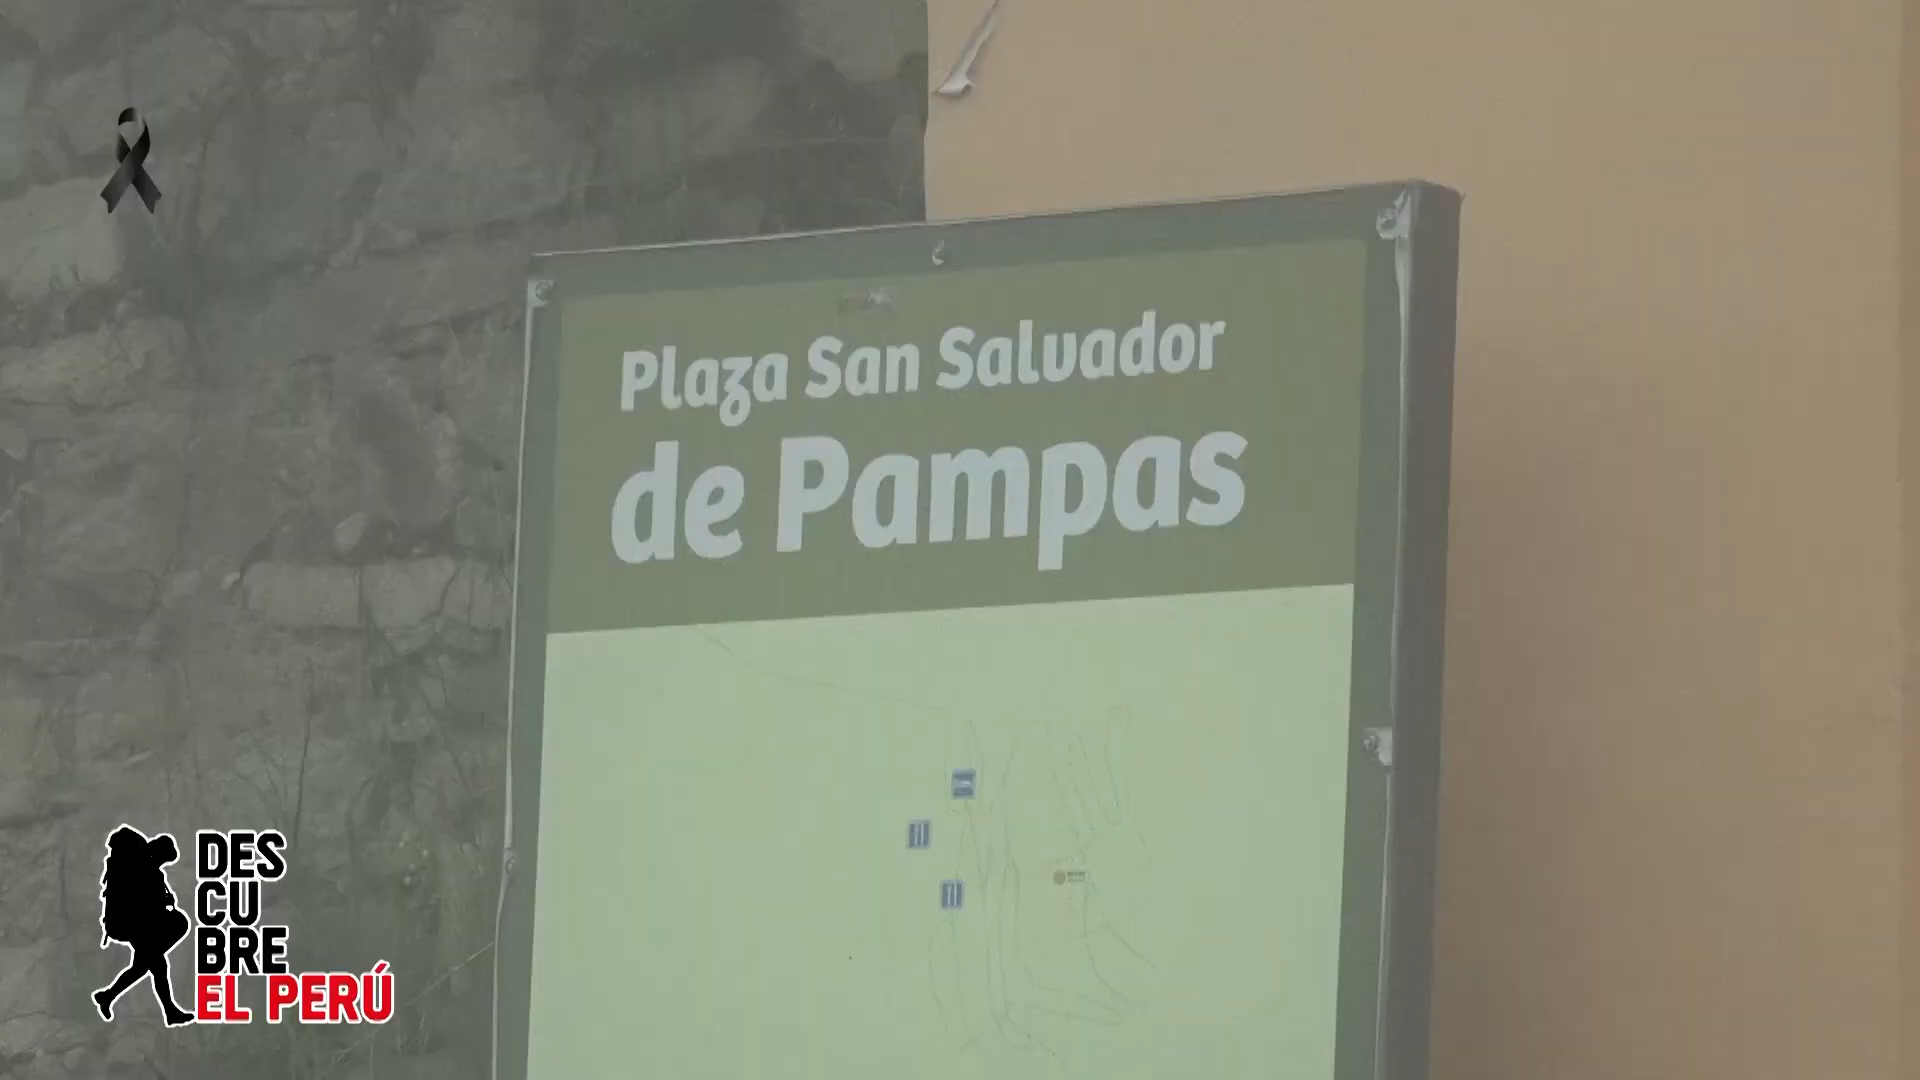 Plaza San Salvador
de Pampas
DES
CU
BRE
EL PERÚ